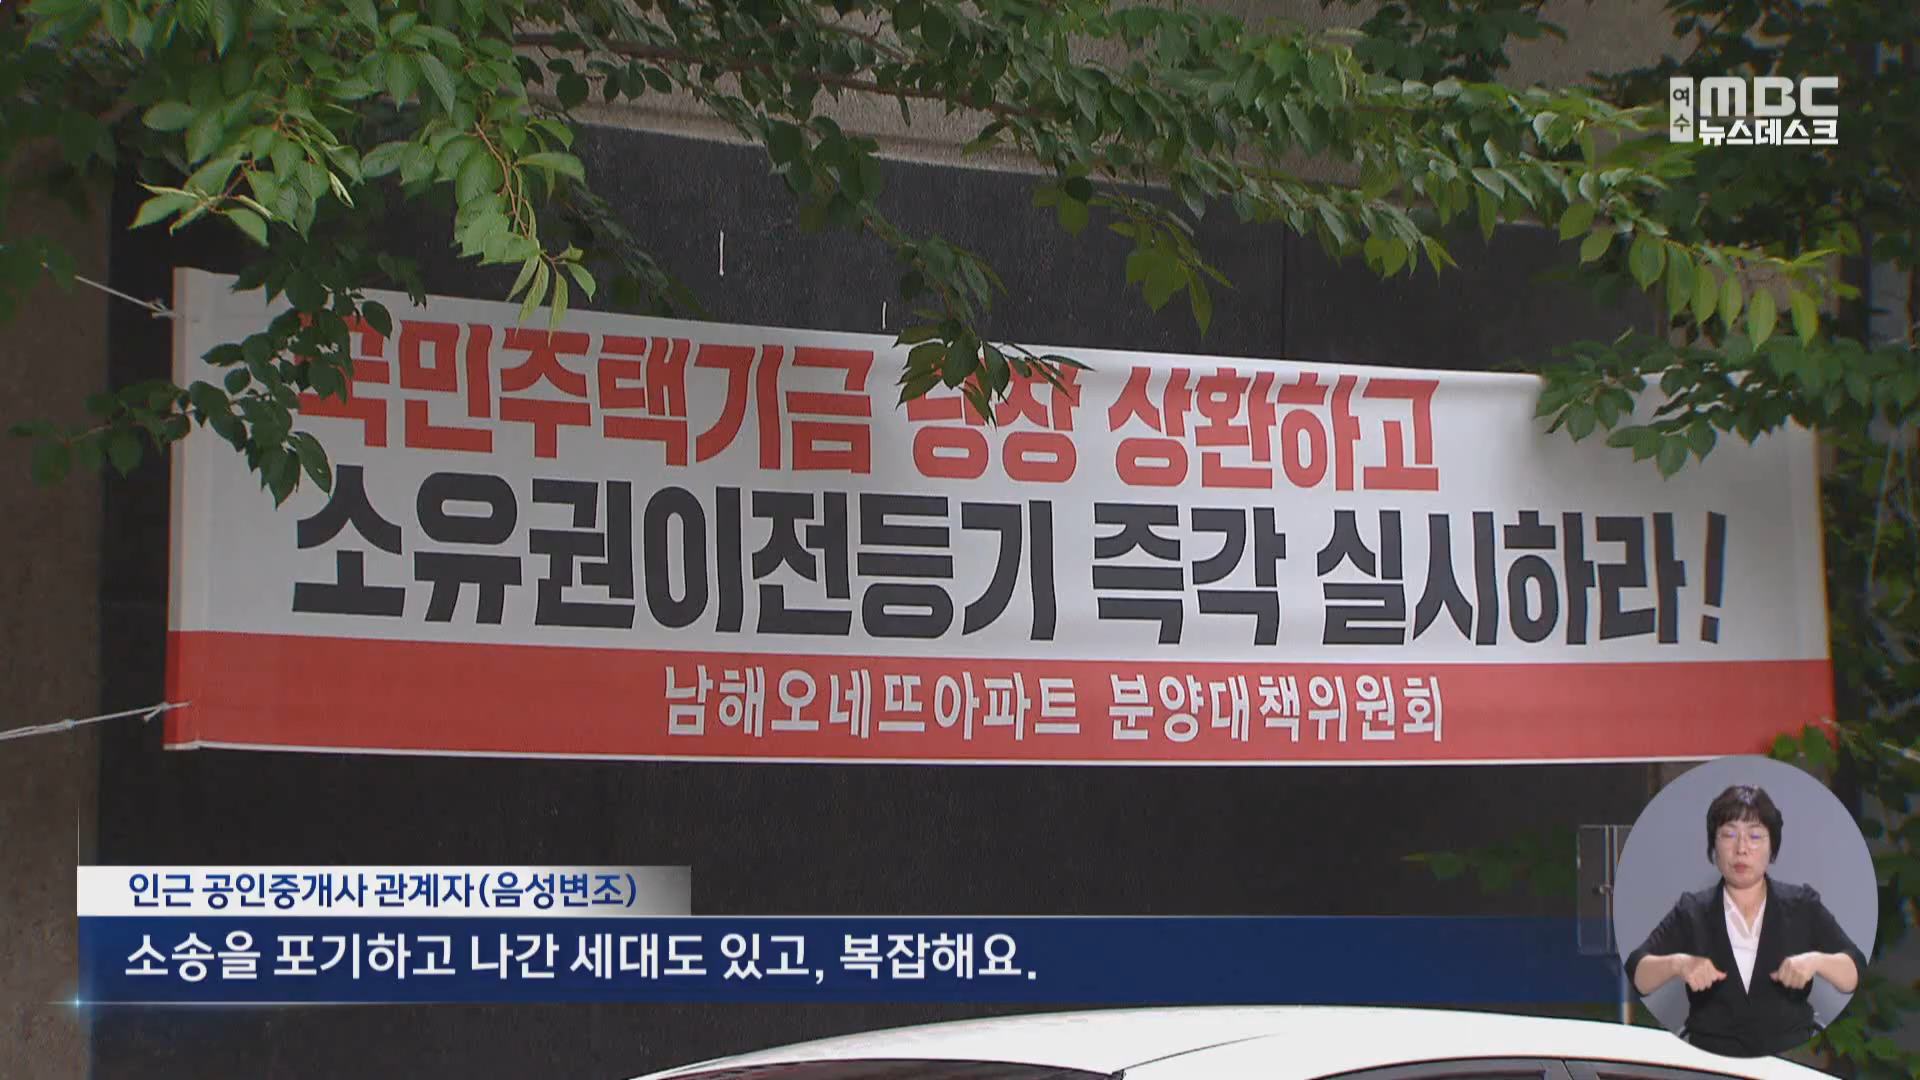 여수 MBC
뉴스데스크
국민주택기금 당장 상환하고
소유권이전등기 즉각 실시하라!
남해오네뜨아파트 분양대책위원회
인근 공인중개사 관계자(음성변조)
소송을 포기하고 나간 세대도 있고, 복잡해요.